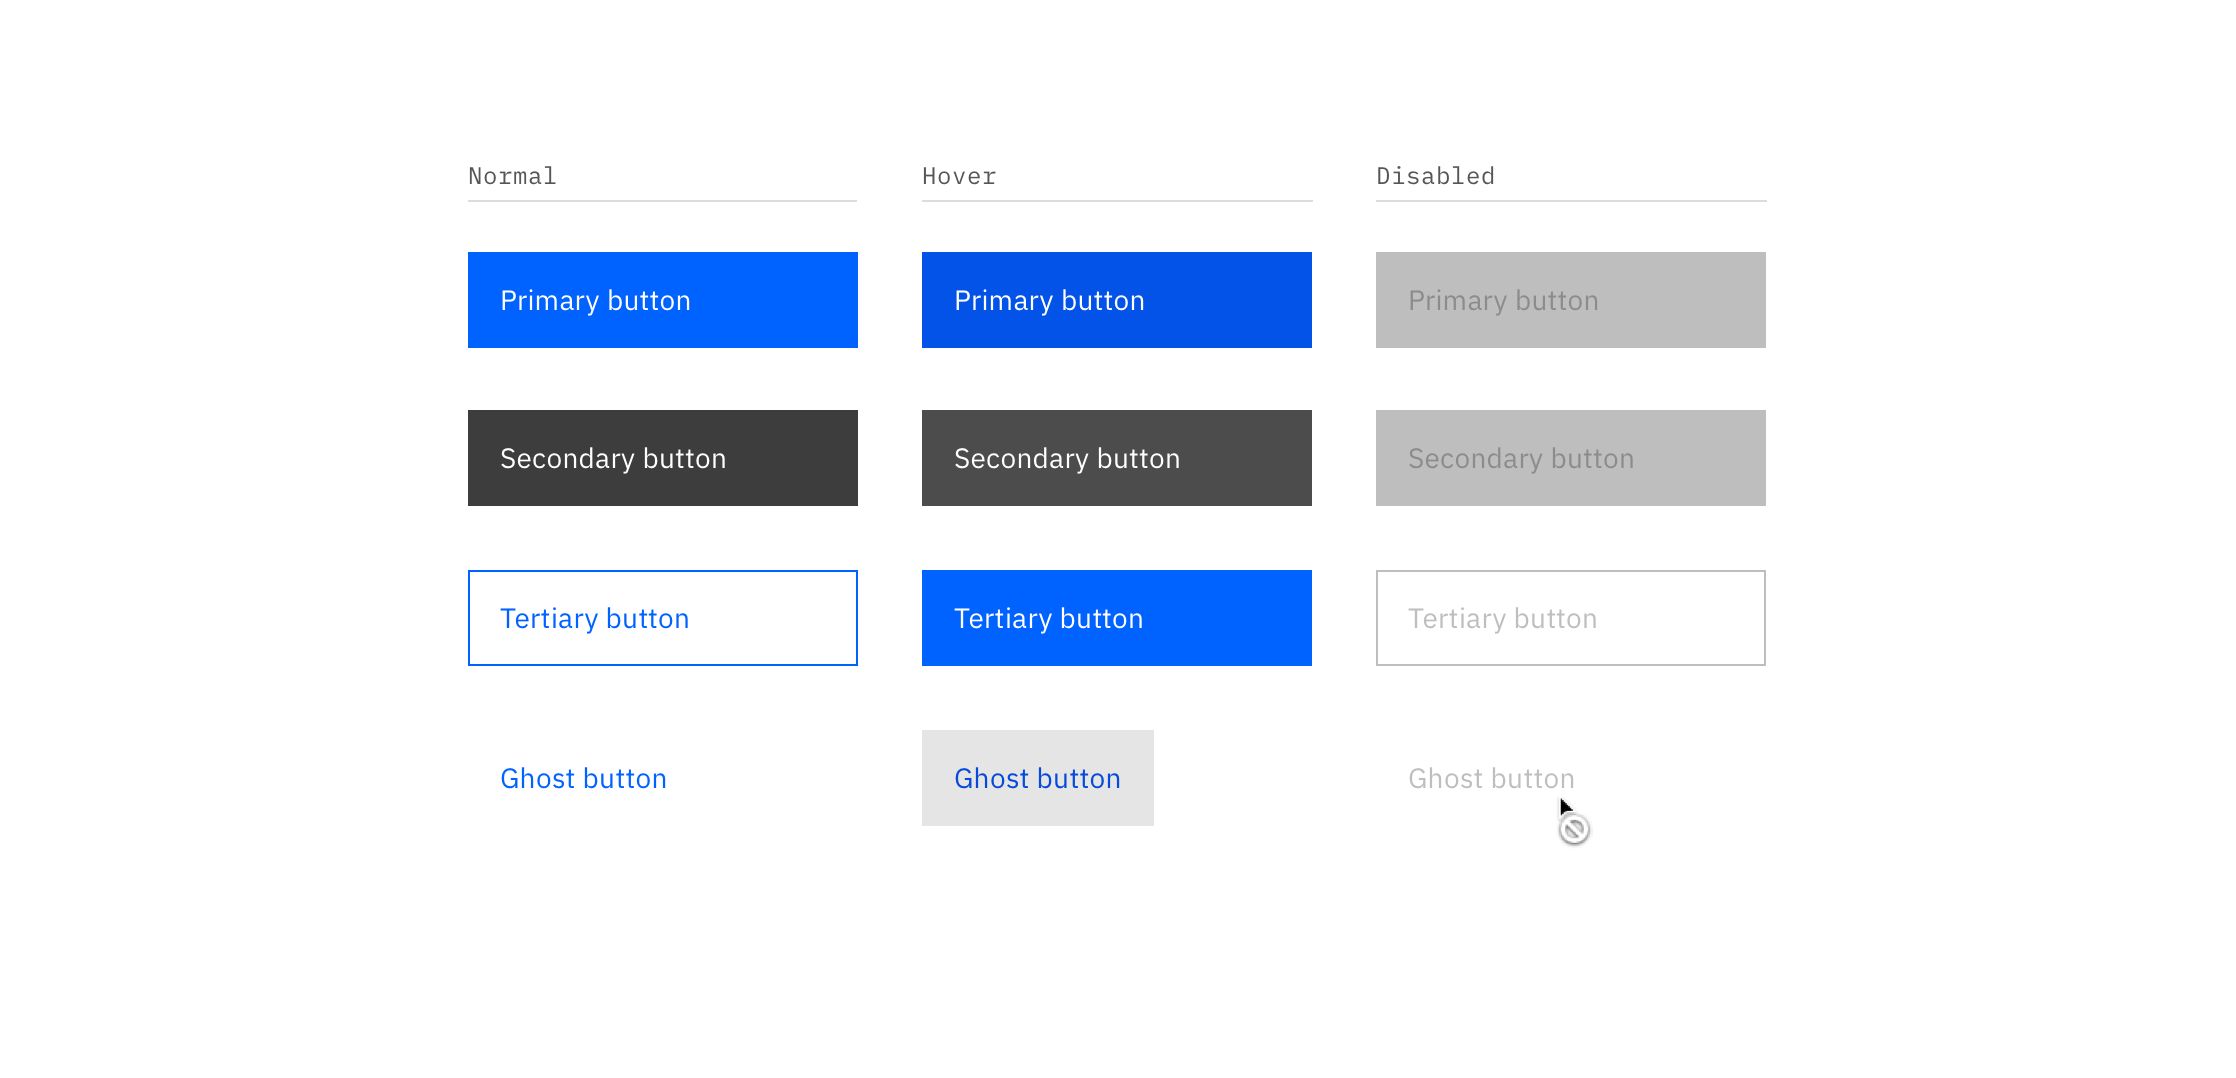 Normal Hover Disabled
Primary button Primary button Primary button
Secondary button Secondary button Secondary button
Tertiary button Tertiary button Tertiary button
Ghost button Ghost button Ghost button